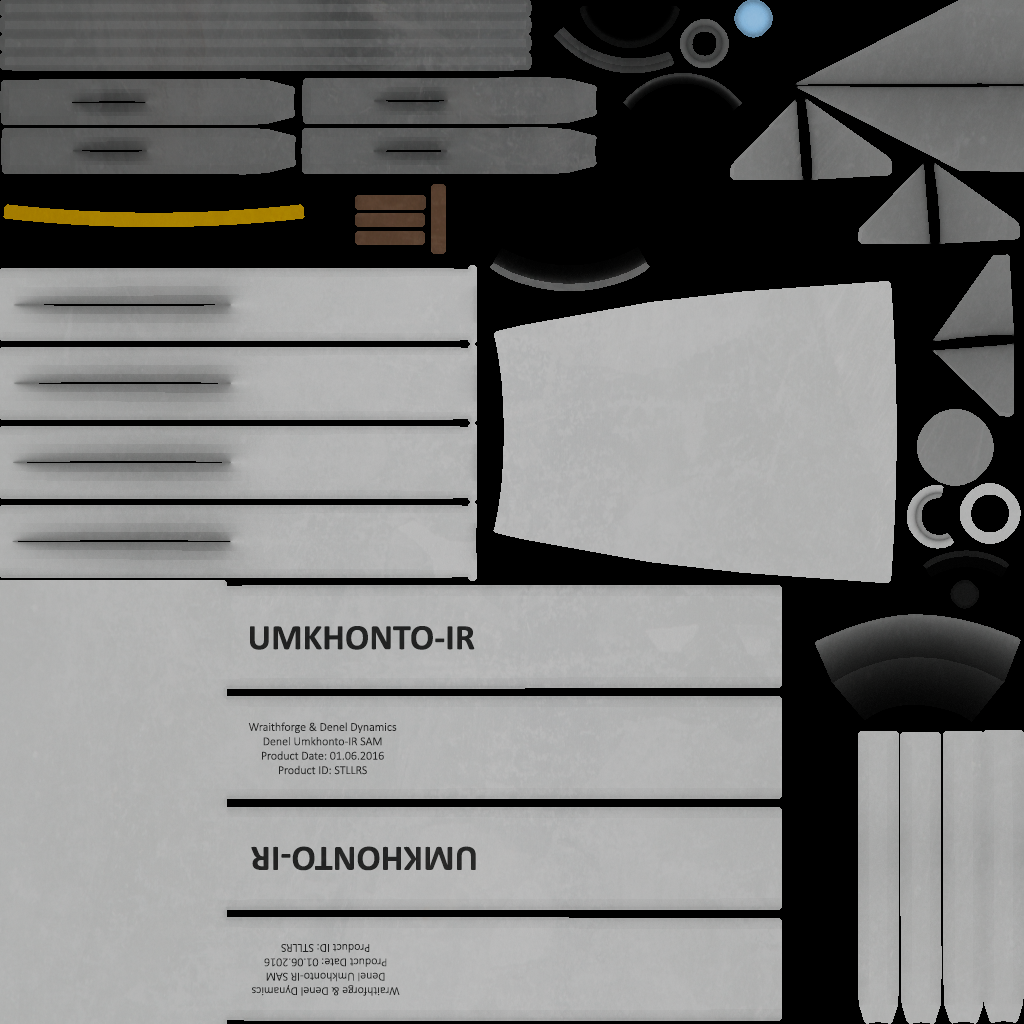 UMKHONTO-IR
Wraithforge & Denel Dynamics
Denel Umkhonto-IR SAM
Product Date: 01.06.2016
Product ID: STLLRS
UMKHONTO-IR
Wraithforge & Denel Dynamics
Denel Umkhonto-IR SAM
Product Date: 01.06.2016
Product ID: STLLRS